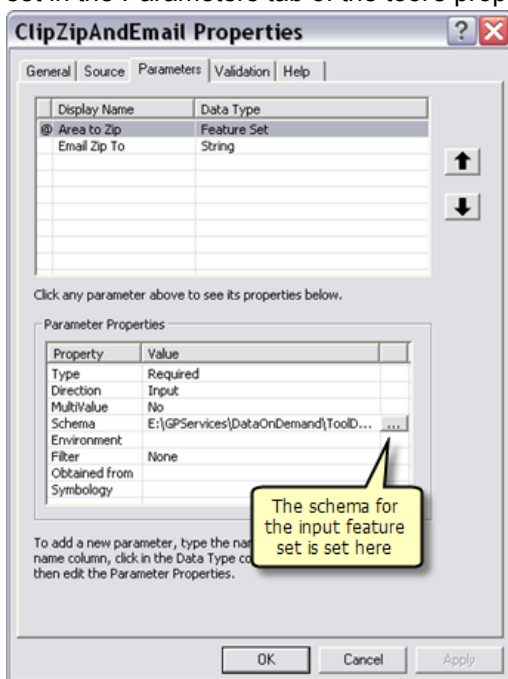 set in the Parameters tab of the tool's prop
ClipZipAndEmail Properties
General Source Parameters Validation Help
Display Name Data Type
@ Area to Zip Feature Set
Email Zip To String
Click any parameter above to see its properties below.
Parameter Properties
Property Value
Type Required
Direction Input
MultiValue No
Schema E:\GPServices\DataOnDemand\ToolD... ...
Environment
Filter None
Obtained from
Symbology
The schema for
the input feature
set is set here
To add a new parameter, type the
name column, click in the Data Type
then edit the Parameter Properties.
OK Cancel Apply